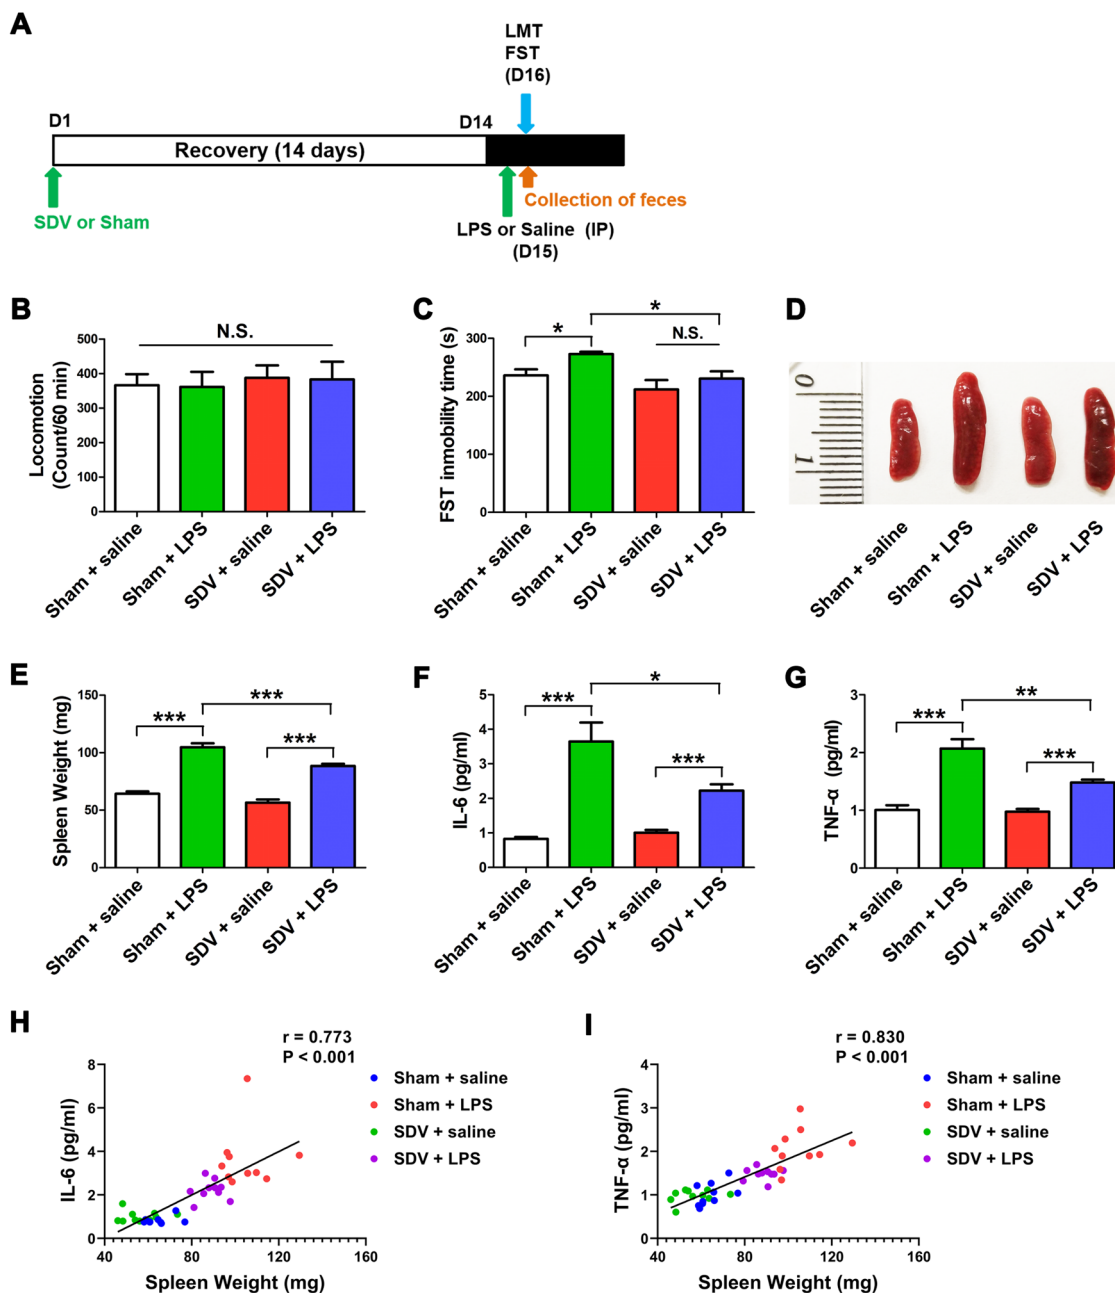 A
LMT
FST
(D16)
D1
D14
Recovery (14 days)
SDV or Sham
Collection of feces
LPS or Saline (IP)
(D15)
B
N.S.
Locomotion
(Count/60 min)
500
400
300
200
100
0
Sham + saline
Sham + LPS
SDV + saline
SDV + LPS
C
*
*
N.S.
FST inmobility time (s)
300
200
100
0
Sham + saline
Sham + LPS
SDV + saline
SDV + LPS
D
0
1
Sham + saline
Sham + LPS
SDV + saline
SDV + LPS
E
***
***
***
Spleen Weight (mg)
150
100
50
0
Sham + saline
Sham + LPS
SDV + saline
SDV + LPS
F
***
*
***
IL-6 (pg/ml)
5
4
3
2
1
0
Sham + saline
Sham + LPS
SDV + saline
SDV + LPS
G
***
**
***
TNF-α (pg/ml)
3
2
1
0
Sham + saline
Sham + LPS
SDV + saline
SDV + LPS
H
r = 0.773
P < 0.001
IL-6 (pg/ml)
8
6
4
2
0
40
80
120
160
Spleen Weight (mg)
Sham + saline
Sham + LPS
SDV + saline
SDV + LPS
I
r = 0.830
P < 0.001
TNF-α (pg/ml)
4
3
2
1
0
40
80
120
160
Spleen Weight (mg)
Sham + saline
Sham + LPS
SDV + saline
SDV + LPS